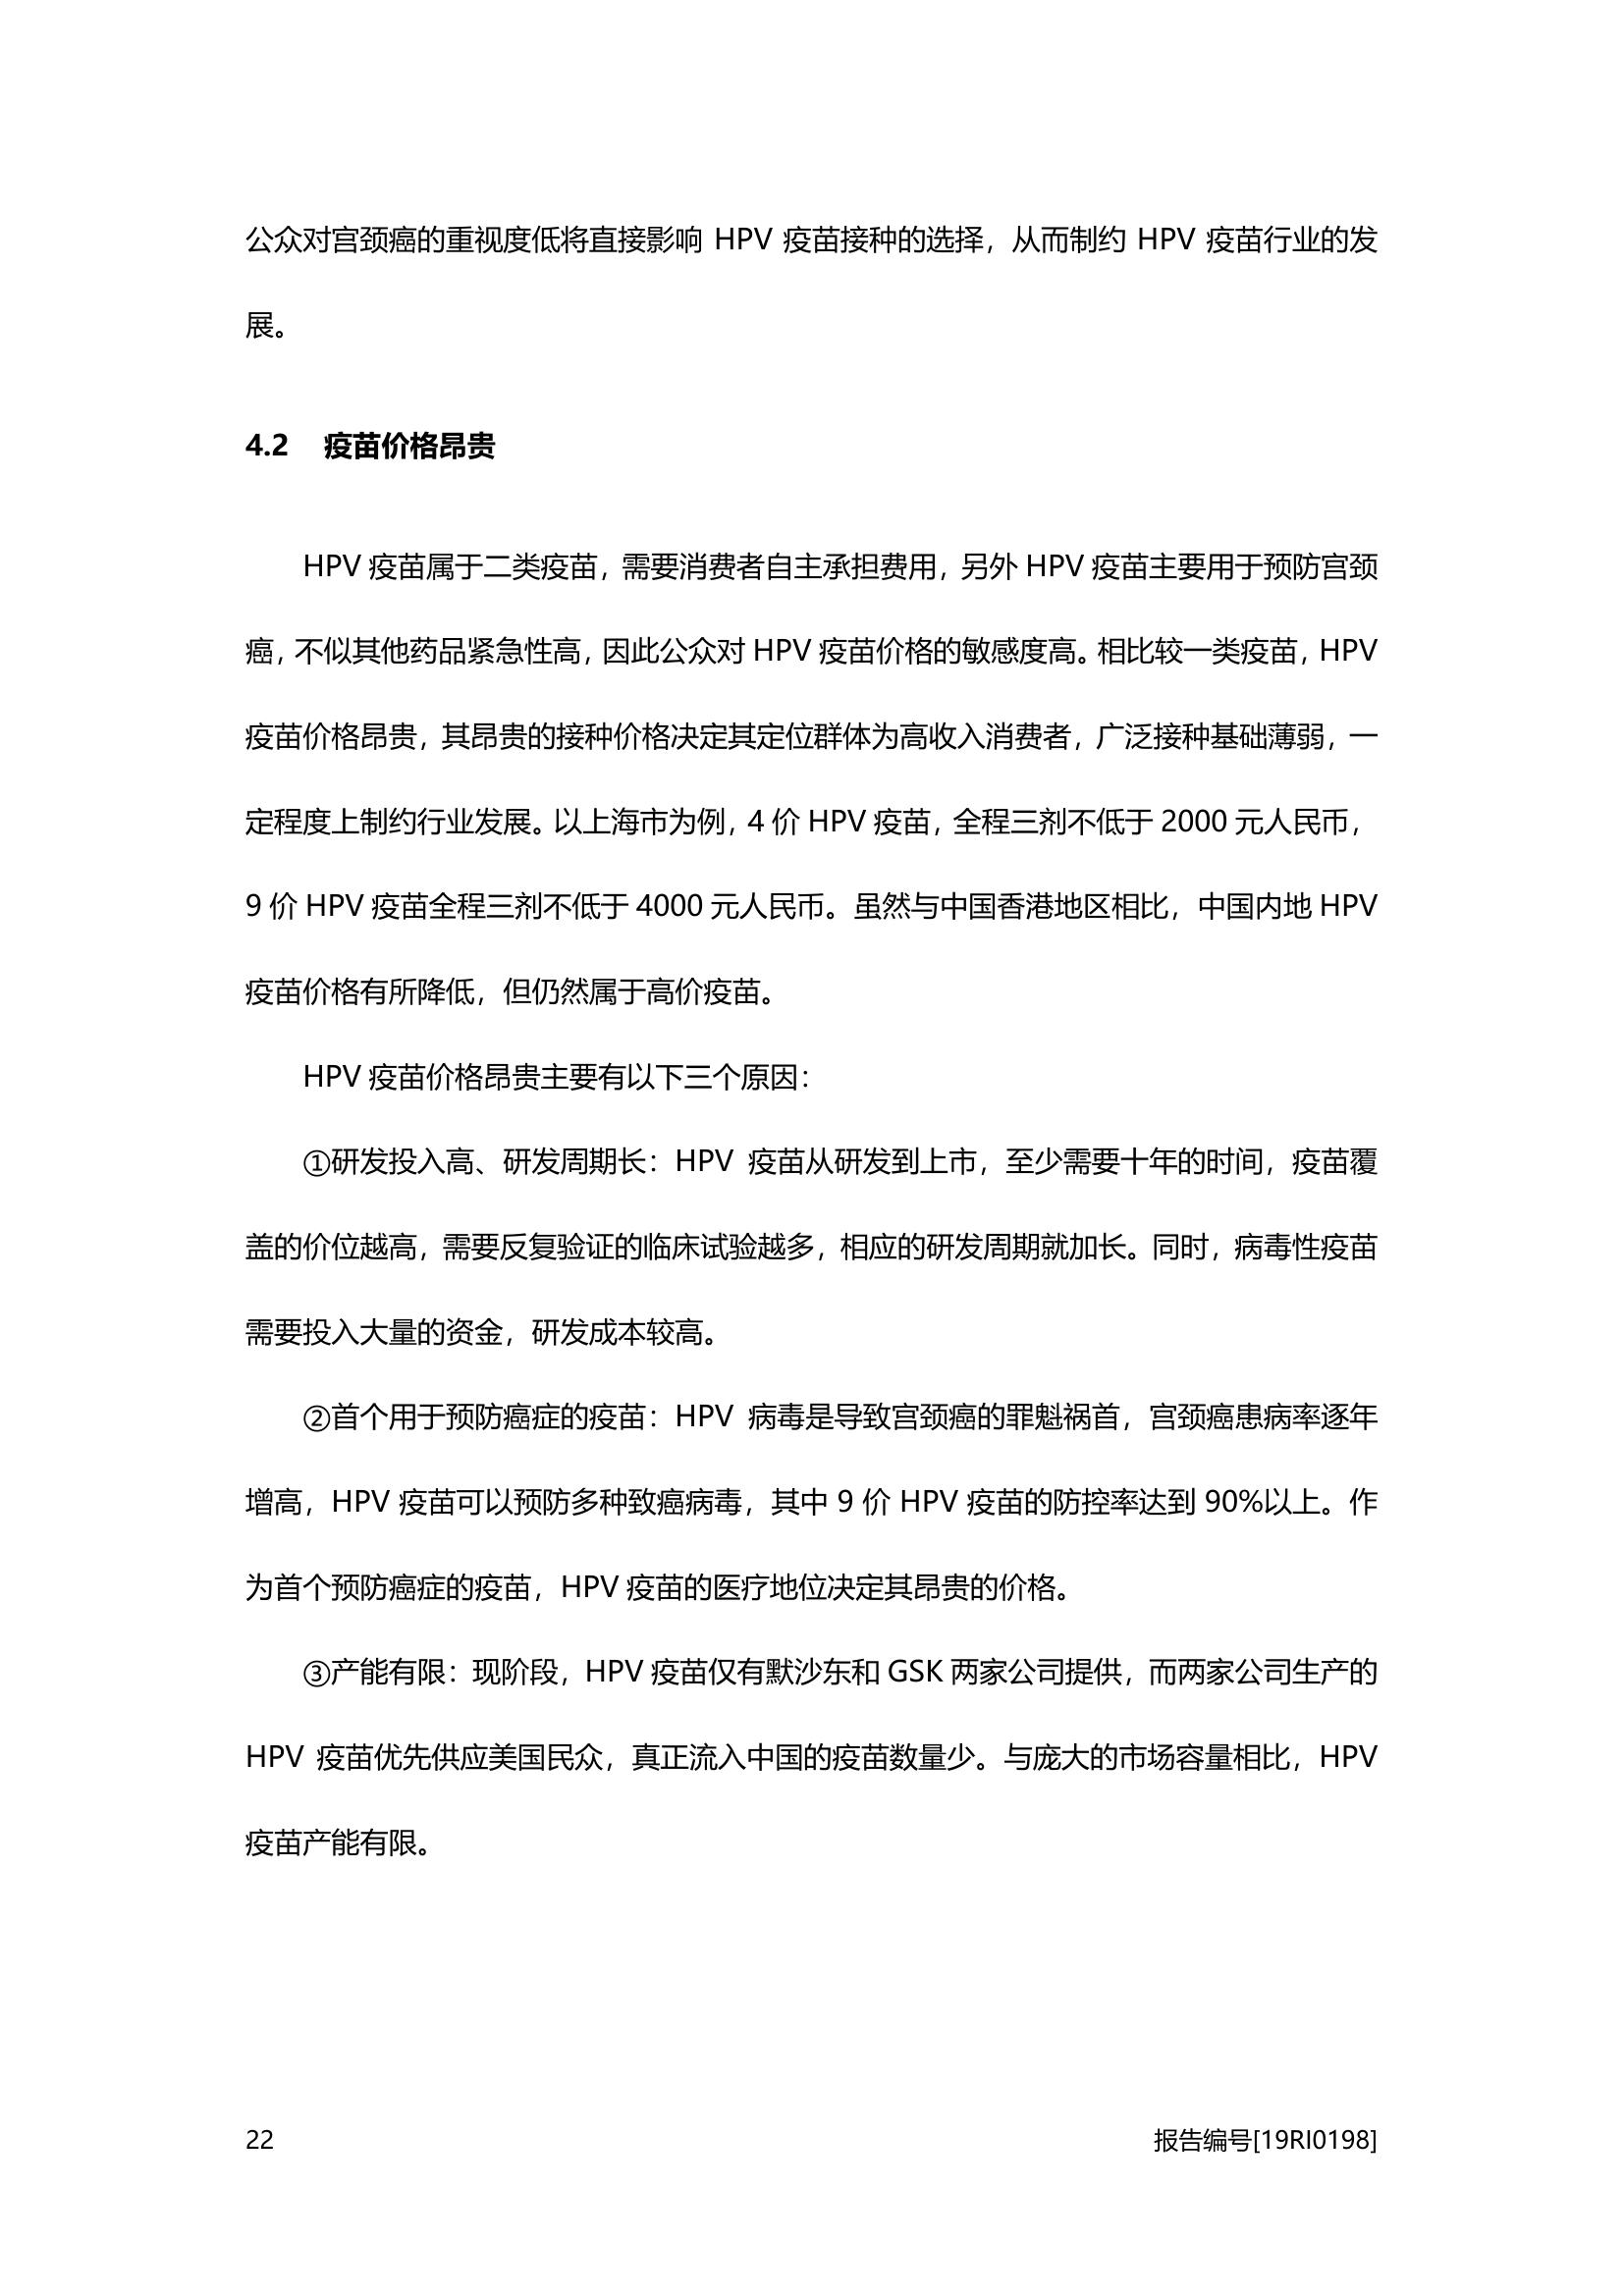 公众对宫颈癌的重视度低将直接影响 HPV 疫苗接种的选择，从而制约 HPV 疫苗行业的发
展。
4.2 疫苗价格昂贵
HPV 疫苗属于二类疫苗，需要消费者自主承担费用，另外 HPV 疫苗主要用于预防宫颈
癌，不似其他药品紧急性高，因此公众对 HPV 疫苗价格的敏感度高。相比较一类疫苗，HPV
疫苗价格昂贵，其昂贵的接种价格决定其定位群体为高收入消费者，广泛接种基础薄弱，一
定程度上制约行业发展。以上海市为例，4 价 HPV 疫苗，全程三剂不低于 2000 元人民币，
9 价 HPV 疫苗全程三剂不低于 4000 元人民币。虽然与中国香港地区相比，中国内地 HPV
疫苗价格有所降低，但仍然属于高价疫苗。
HPV 疫苗价格昂贵主要有以下三个原因：
①研发投入高、研发周期长：HPV 疫苗从研发到上市，至少需要十年的时间，疫苗覆
盖的价位越高，需要反复验证的临床试验越多，相应的研发周期就加长。同时，病毒性疫苗
需要投入大量的资金，研发成本较高。
②首个用于预防癌症的疫苗：HPV 病毒是导致宫颈癌的罪魁祸首，宫颈癌患病率逐年
增高，HPV 疫苗可以预防多种致癌病毒，其中 9 价 HPV 疫苗的防控率达到 90%以上。作
为首个预防癌症的疫苗，HPV 疫苗的医疗地位决定其昂贵的价格。
③产能有限：现阶段，HPV 疫苗仅有默沙东和 GSK 两家公司提供，而两家公司生产的
HPV 疫苗优先供应美国民众，真正流入中国的疫苗数量少。与庞大的市场容量相比，HPV
疫苗产能有限。
22 报告编号[19RI0198]